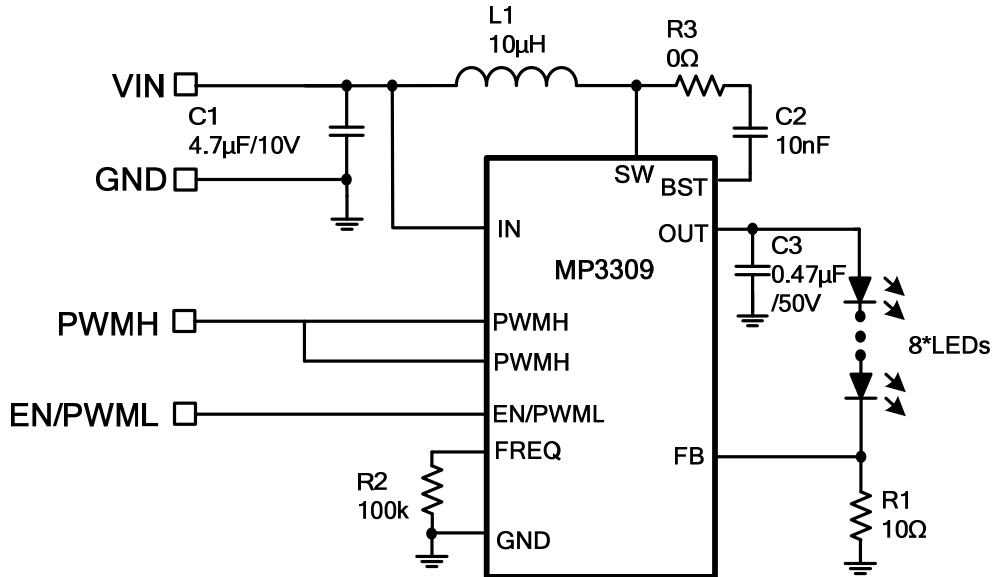 L1
10µH
R3
0Ω
VIN
C1
4.7µF/10V
C2
10nF
GND
SW
BST
IN
OUT
MP3309
C3
0.47µF
/50V
PWMH
PWMH
PWMH
8*LEDs
EN/PWML
EN/PWML
FREQ
FB
R2
100k
R1
10Ω
GND